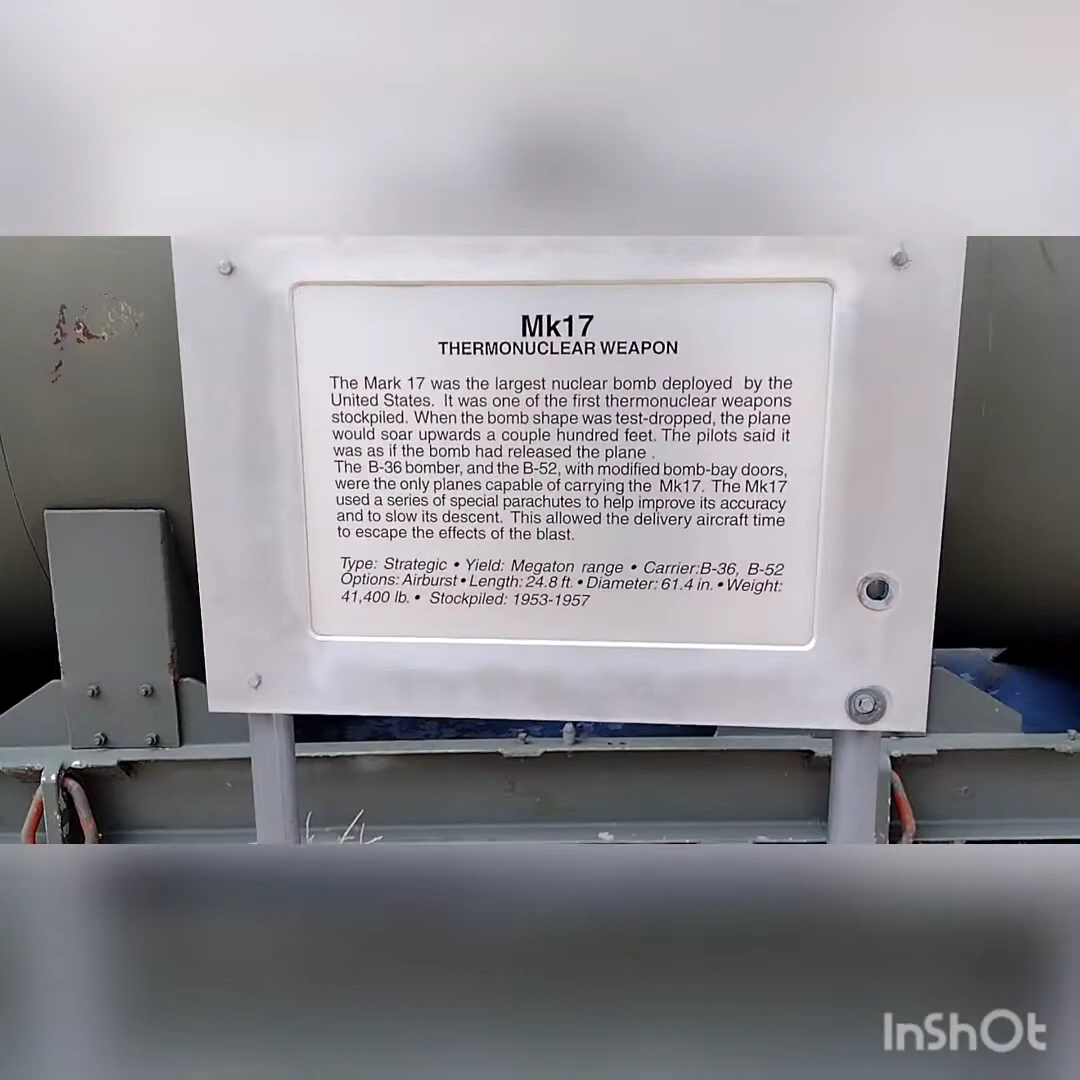 Mk17
THERMONUCLEAR WEAPON
The Mark 17 was the largest nuclear bomb deployed by the
United States. It was one of the first thermonuclear weapons
stockpiled. When the bomb shape was test-dropped, the plane
would soar upwards a couple hundred feet. The pilots said it
was as if the bomb had released the plane .
The B-36 bomber, and the B-52, with modified bomb-bay doors,
were the only planes capable of carrying the Mk17. The Mk17
used a series of special parachutes to help improve its accuracy
and to slow its descent. This allowed the delivery aircraft time
to escape the effects of the blast.
Type: Strategic • Yield: Megaton range • Carrier:B-36, B-52
Options: Airburst • Length: 24.8 ft. • Diameter: 61.4 in. • Weight:
41,400 lb. • Stockpiled: 1953-1957
InShOt